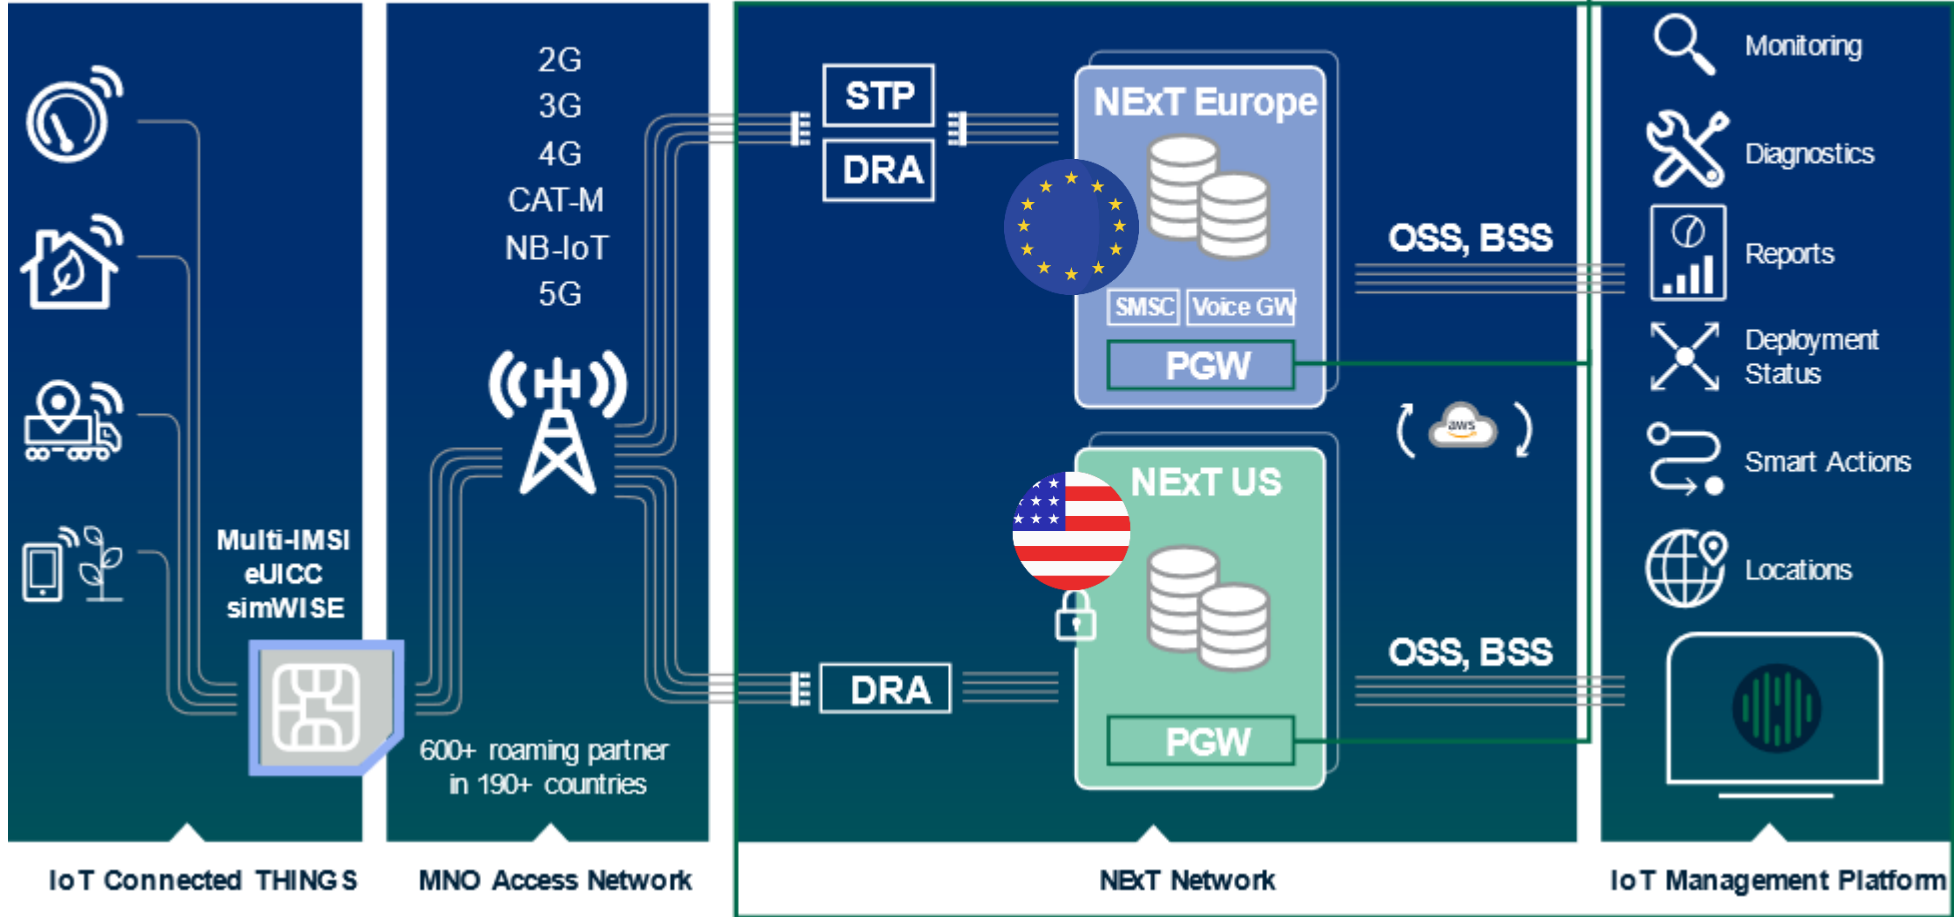 Multi-IMSI
eUICC
simWISE
IoT Connected THINGS
2G
3G
4G
CAT-M
NB-IoT
5G
600+ roaming partner
in 190+ countries
MNO Access Network
STP
DRA
NExT Europe
SMSC
Voice GW
PGW
OSS, BSS
aws
NExT US
DRA
PGW
OSS, BSS
NExT Network
Monitoring
Diagnostics
Reports
Deployment
Status
Smart Actions
Locations
IoT Management Platform